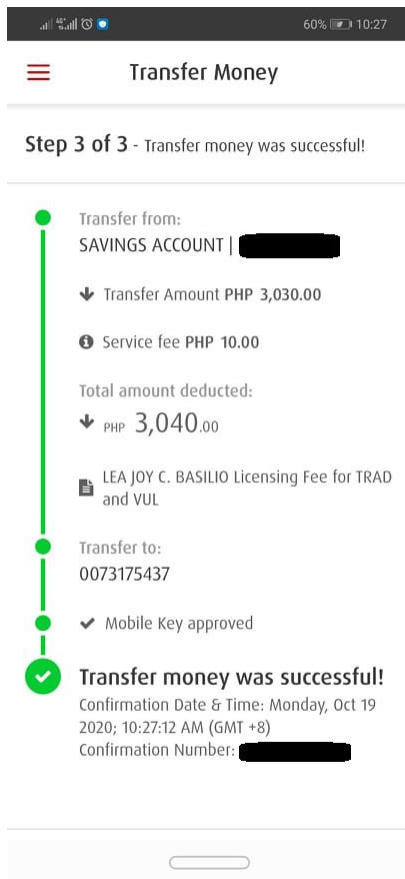 4G+ 60% 10:27
Transfer Money
Step 3 of 3 - Transfer money was successful!
Transfer from:
SAVINGS ACCOUNT |
Transfer Amount PHP 3,030.00
Service fee PHP 10.00
Total amount deducted:
PHP 3,040.00
LEA JOY C. BASILIO Licensing Fee for TRAD
and VUL
Transfer to:
0073175437
Mobile Key approved
Transfer money was successful!
Confirmation Date & Time: Monday, Oct 19
2020; 10:27:12 AM (GMT +8)
Confirmation Number: